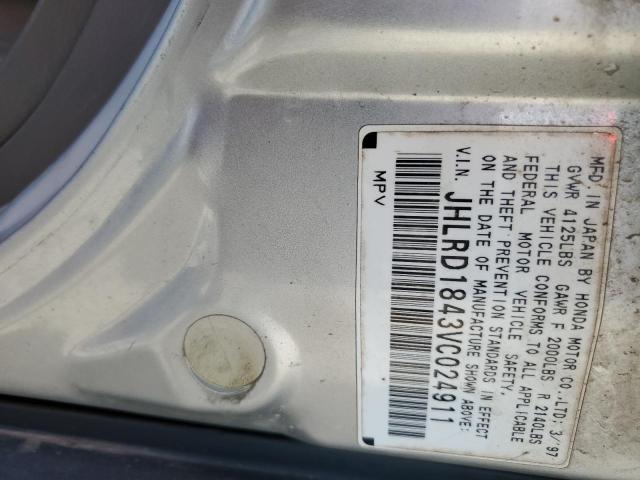 MFD. IN JAPAN BY HONDA MOTOR CO.,LTD; 3/'97
GVWR 4125LBS GAWR F 2000LBS R 2140LBS
THIS VEHICLE CONFORMS TO ALL APPLICABLE
FEDERAL MOTOR VEHICLE SAFETY,
AND THEFT PREVENTION STANDARDS IN EFFECT
ON THE DATE OF MANUFACTURE SHOWN ABOVE:
V.I.N. JHLRD1843VC024911
MPV